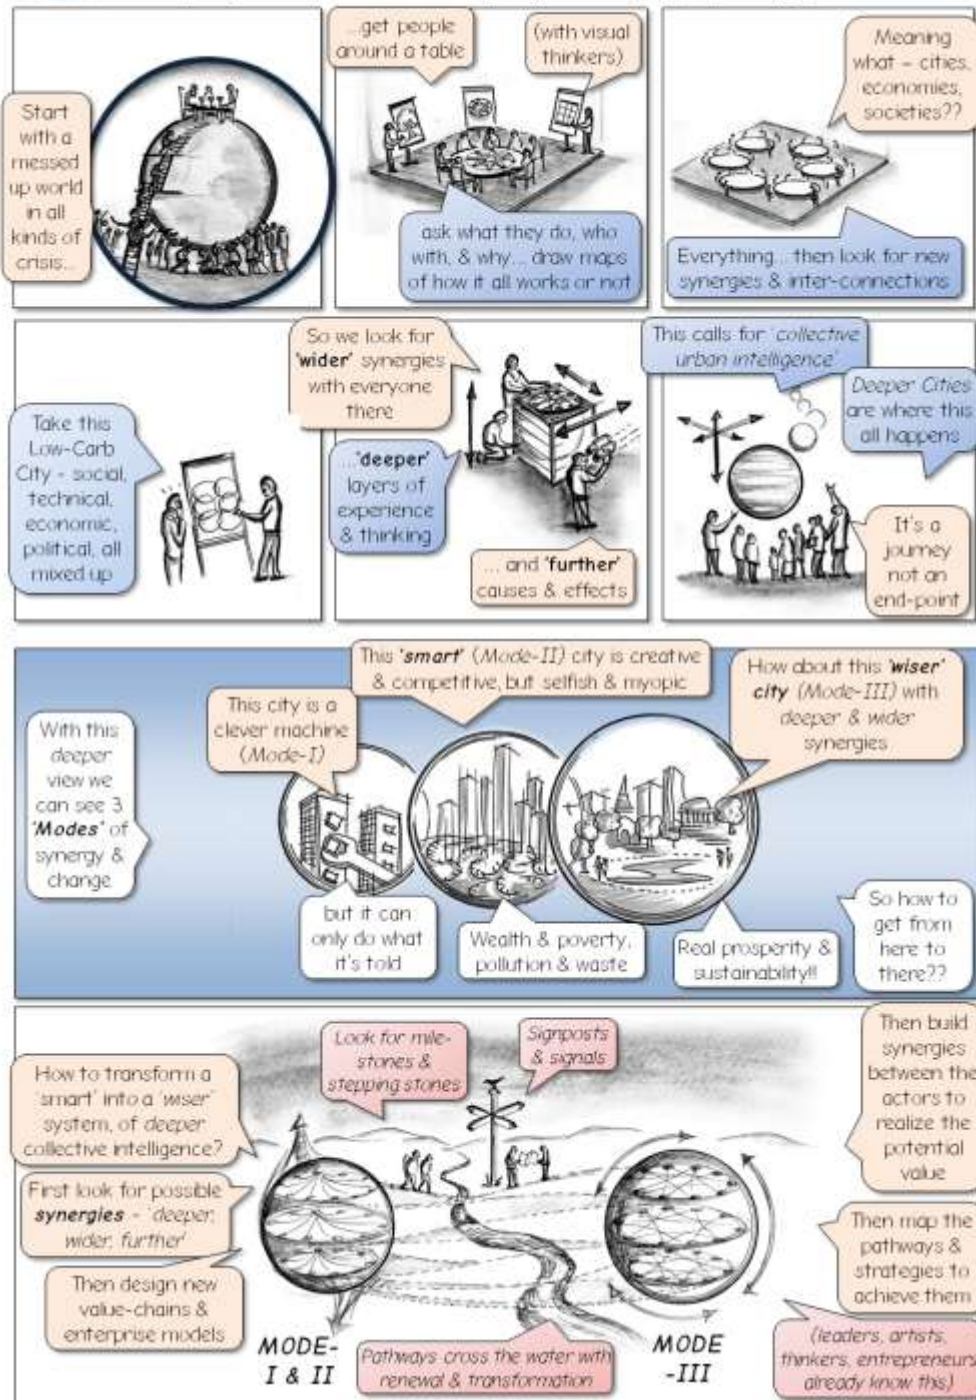 Start
with a
messed
up world
in all
kinds of
crisis...
...get people
around a table
(with visual
thinkers)
ask what they do, who
with, & why... draw maps
of how it all works or not
Meaning
what – cities,
economies,
societies??
Everything... then look for new
synergies & inter-connections
Take this
Low-Carb
City - social,
technical,
economic,
political, all
mixed up
So we look for
'wider' synergies
with everyone
there
...'deeper'
layers of
experience
& thinking
... and 'further'
causes & effects
This calls for 'collective
urban intelligence'
Deeper Cities
are where this
all happens
It's a
journey
not an
end-point
With this
deeper
view we
can see 3
'Modes' of
synergy &
change
This city is a
clever machine
(Mode-I)
but it can
only do what
it's told
This 'smart' (Mode-II) city is creative
& competitive, but selfish & myopic
Wealth & poverty,
pollution & waste
How about this 'wiser'
city (Mode-III) with
deeper & wider
synergies
Real prosperity &
sustainability!!
So how to
get from
here to
there??
How to transform a
'smart' into a 'wiser'
system, of deeper
collective intelligence?
First look for possible
synergies - 'deeper,
wider, further'
Then design new
value-chains &
enterprise models
Look for mile-
stones &
stepping stones
Signposts
& signals
Then build
synergies
between the
actors to
realize the
potential
value
Then map the
pathways &
strategies to
achieve them
(leaders, artists,
thinkers, entrepreneurs
already know this)
MODE-
I & II
Pathways cross the water with
renewal & transformation
MODE
-III